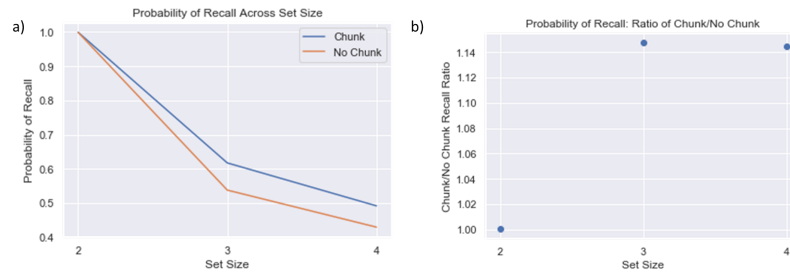 a)
Probability of Recall Across Set Size
Chunk
No Chunk
Probability of Recall
1.0
0.9
0.8
0.7
0.6
0.5
0.4
2
3
4
Set Size
b)
Probability of Recall: Ratio of Chunk/No Chunk
Chunk/No Chunk Recall Ratio
1.14
1.12
1.10
1.08
1.06
1.04
1.02
1.00
2
3
4
Set Size